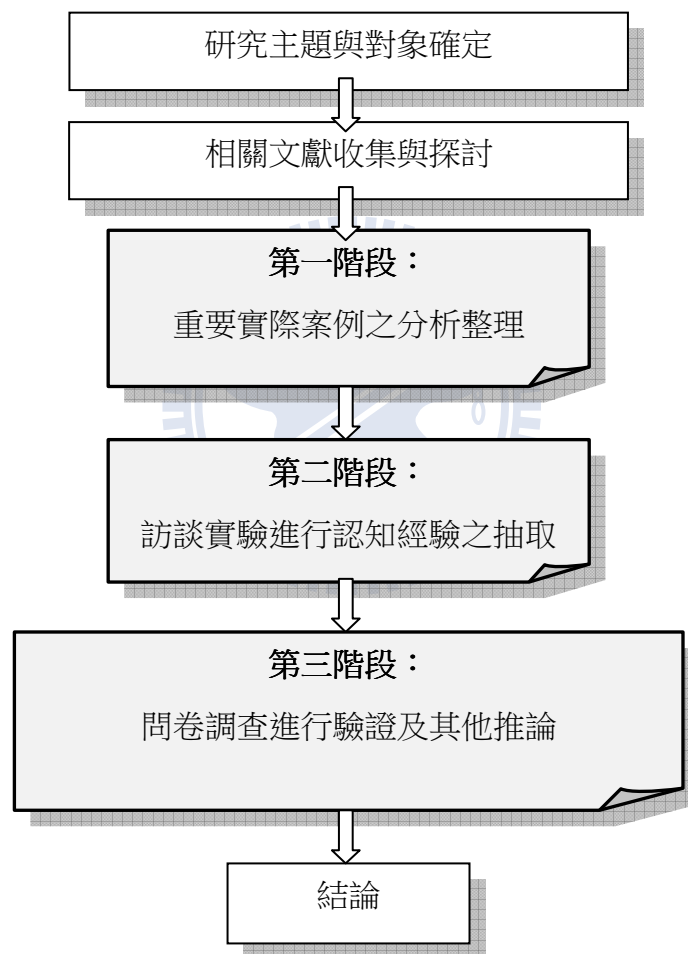 研究主題與對象確定
相關文獻收集與探討
第一階段：
重要實際案例之分析整理
第二階段：
訪談實驗進行認知經驗之抽取
第三階段：
問卷調查進行驗證及其他推論
結論